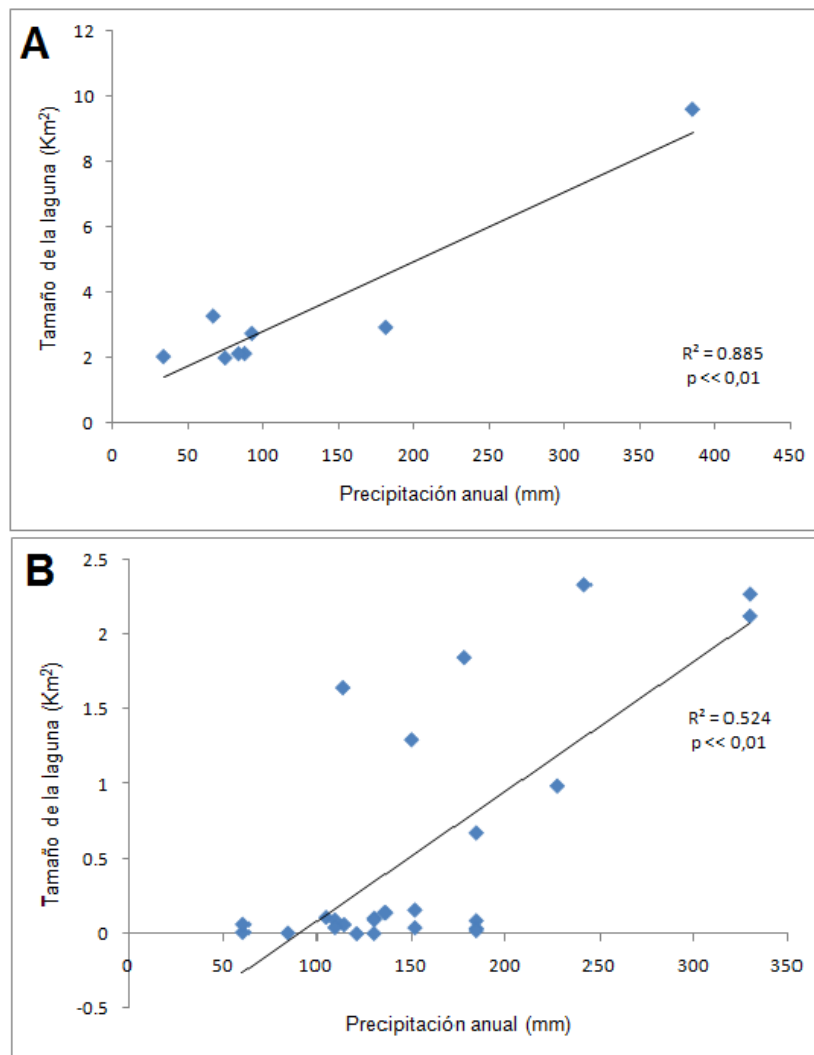 A
12
10
8
6
4
2
0
Tamaño de la laguna (Km²)
R² = 0.885
p << 0,01
0 50 100 150 200 250 300 350 400 450
Precipitación anual (mm)
B
2.5
2
1.5
1
0.5
0
-0.5
Tamaño de la laguna (Km²)
R² = 0.524
p << 0,01
0 50 100 150 200 250 300 350
Precipitación anual (mm)